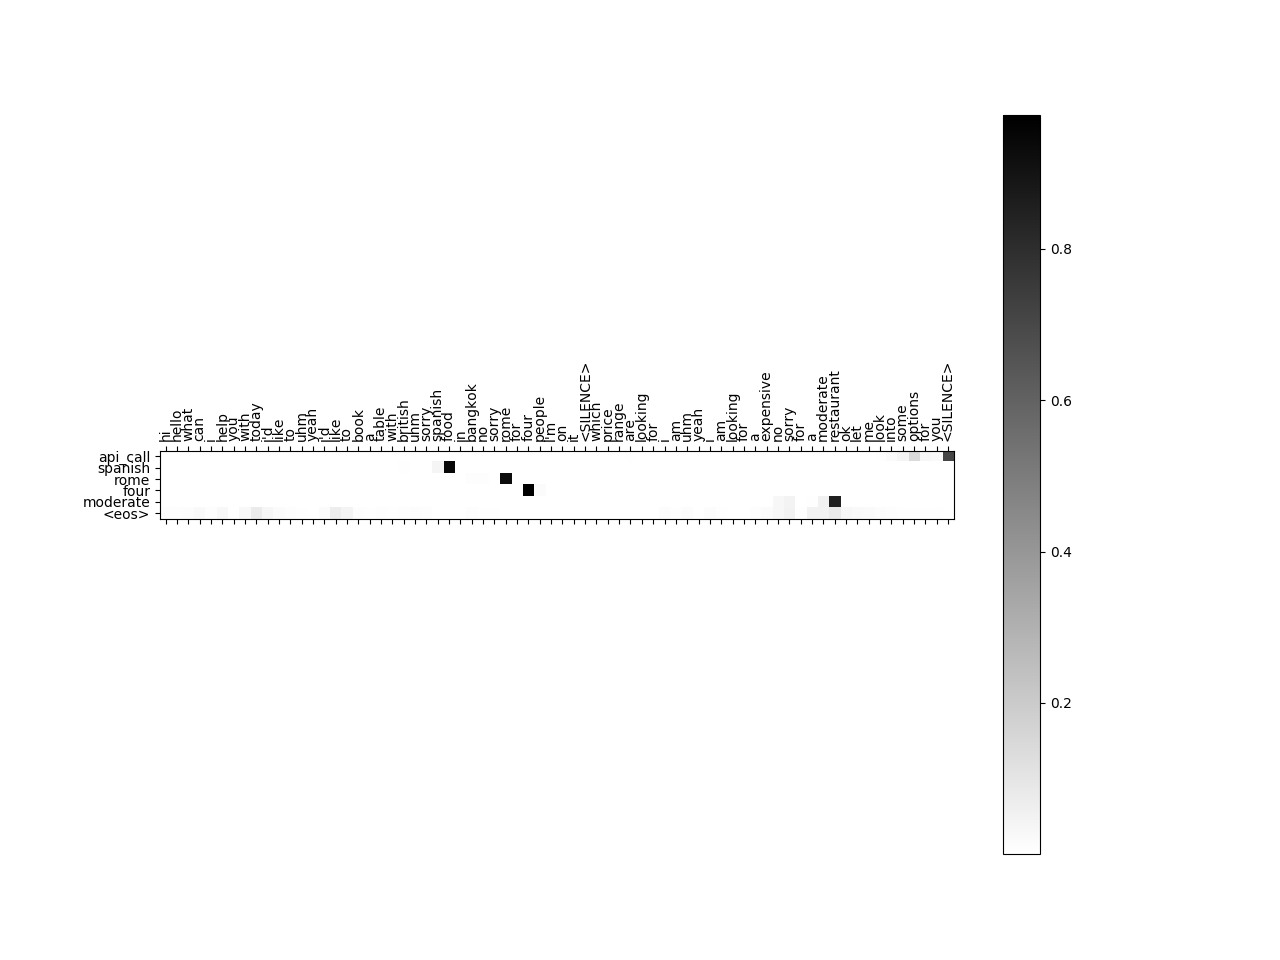 hi
hello
what
can
i
help
you
with
today
i'd
like
to
uhm
yeah
i'd
like
to
book
a
table
with
british
uhm
sorry
spanish
food
in
bangkok
no
sorry
rome
for
four
people
i'm
on
it
<SILENCE>
which
price
range
are
looking
for
i
am
uhm
yeah
i
am
looking
for
a
expensive
no
sorry
for
a
moderate
restaurant
ok
let
me
look
into
some
options
for
you
<SILENCE>
api_call
spanish
rome
four
moderate
<eos>
0.8
0.6
0.4
0.2